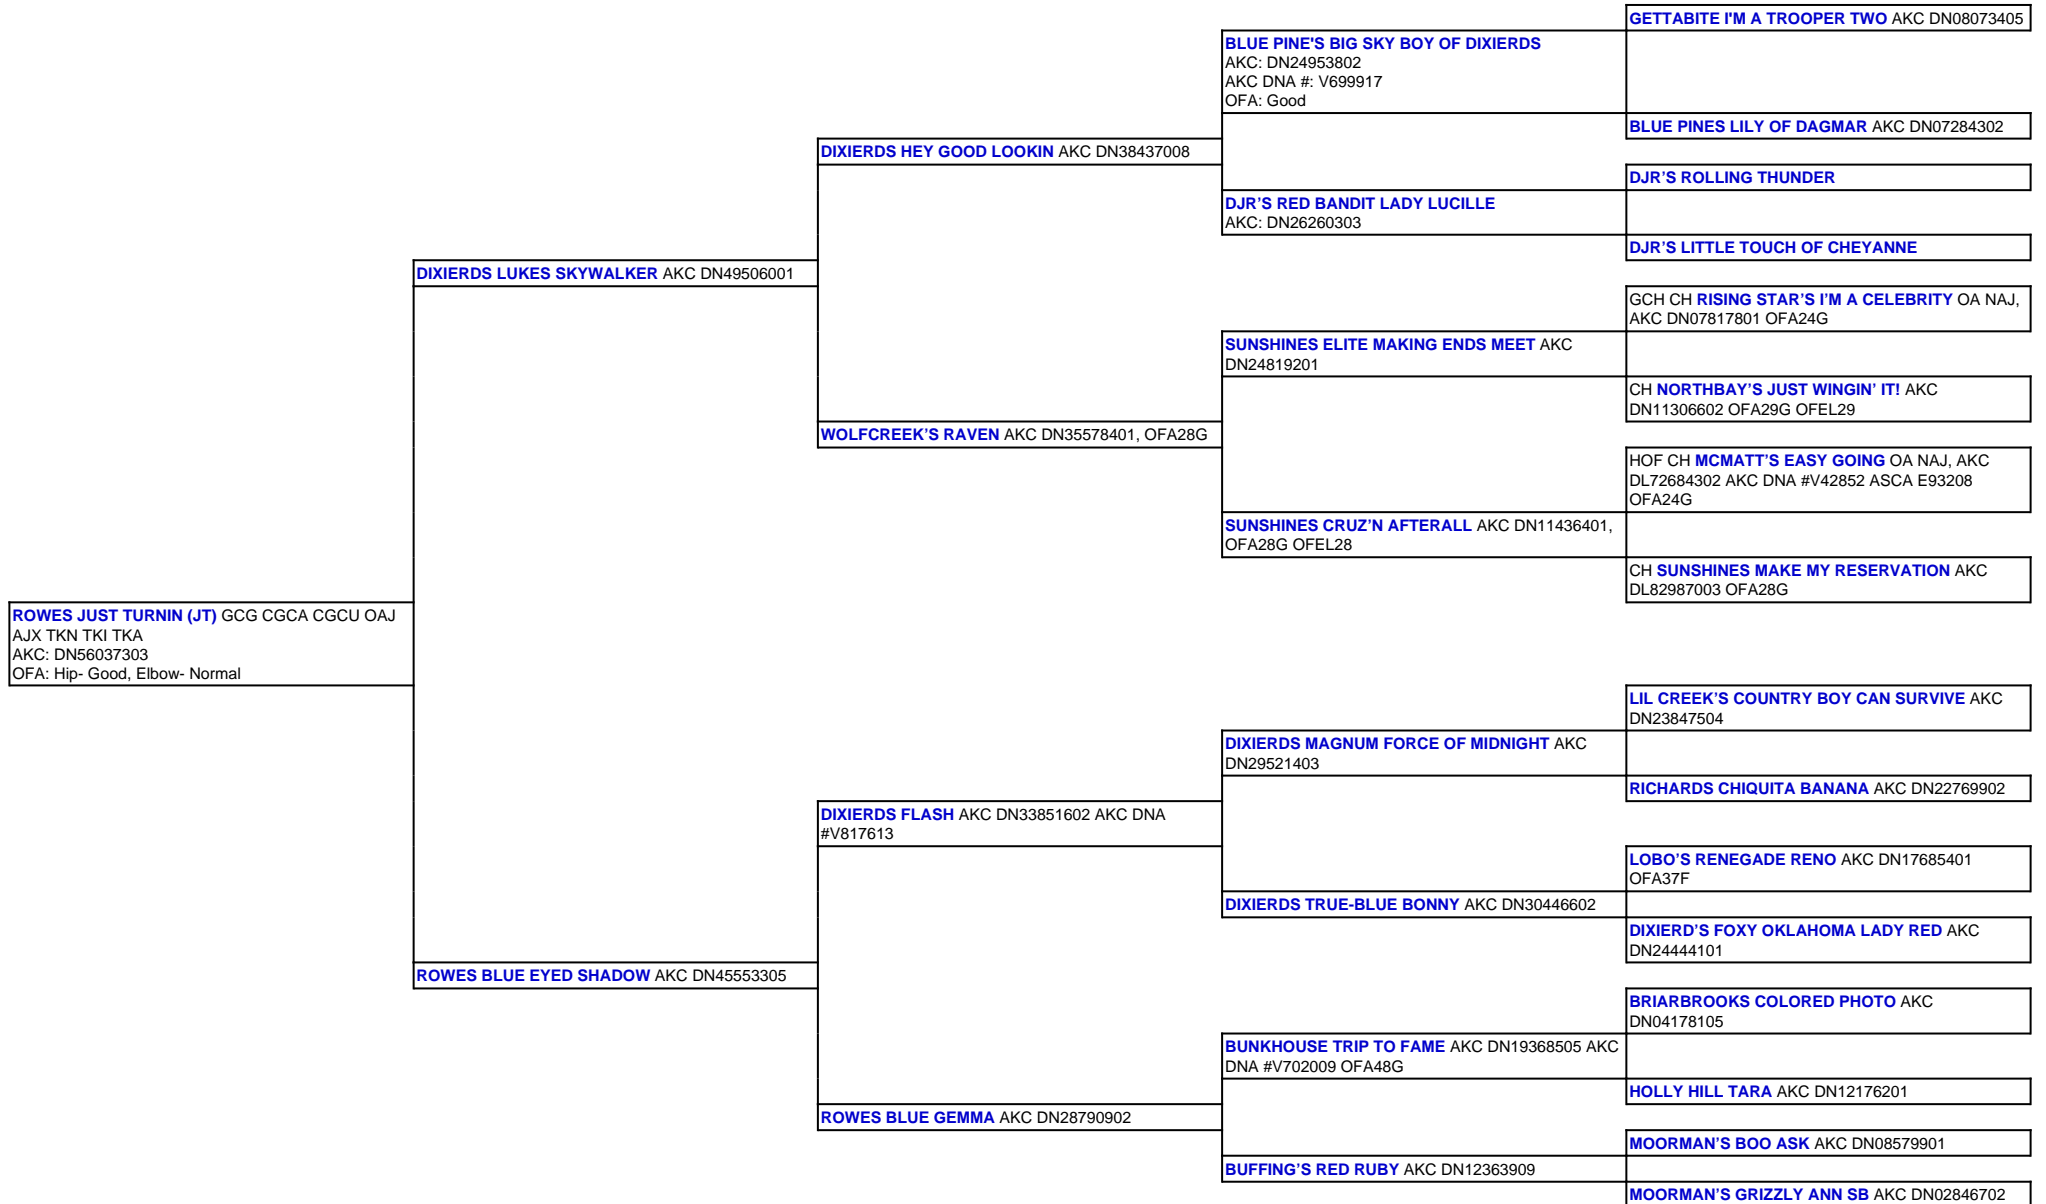 GETTABITE I'M A TROOPER TWO AKC DN08073405
BLUE PINE'S BIG SKY BOY OF DIXIERDS
AKC: DN24953802
AKC DNA #: V699917
OFA: Good
BLUE PINES LILY OF DAGMAR AKC DN07284302
DIXIERDS HEY GOOD LOOKIN AKC DN38437008
DJR'S ROLLING THUNDER
DJR'S RED BANDIT LADY LUCILLE
AKC: DN26260303
DJR'S LITTLE TOUCH OF CHEYANNE
DIXIERDS LUKES SKYWALKER AKC DN49506001
GCH CH RISING STAR'S I'M A CELEBRITY OA NAJ,
AKC DN07817801 OFA24G
SUNSHINES ELITE MAKING ENDS MEET AKC
DN24819201
CH NORTHBAY'S JUST WINGIN' IT! AKC
DN11306602 OFA29G OFEL29
WOLFCREEK'S RAVEN AKC DN35578401, OFA28G
HOF CH MCMATT'S EASY GOING OA NAJ, AKC
DL72684302 AKC DNA #V42852 ASCA E93208
OFA24G
SUNSHINES CRUZ'N AFTERALL AKC DN11436401,
OFA28G OFEL28
CH SUNSHINES MAKE MY RESERVATION AKC
DL82987003 OFA28G
ROWES JUST TURNIN (JT) GCG CGCA CGCU OAJ
AJX TKN TKI TKA
AKC: DN56037303
OFA: Hip- Good, Elbow- Normal
LIL CREEK'S COUNTRY BOY CAN SURVIVE AKC
DN23847504
DIXIERDS MAGNUM FORCE OF MIDNIGHT AKC
DN29521403
RICHARDS CHIQUITA BANANA AKC DN22769902
DIXIERDS FLASH AKC DN33851602 AKC DNA
#V817613
LOBO'S RENEGADE RENO AKC DN17685401
OFA37F
DIXIERDS TRUE-BLUE BONNY AKC DN30446602
DIXIERD'S FOXY OKLAHOMA LADY RED AKC
DN24444101
ROWES BLUE EYED SHADOW AKC DN45553305
BRIARBROOKS COLORED PHOTO AKC
DN04178105
BUNKHOUSE TRIP TO FAME AKC DN19368505 AKC
DNA #V702009 OFA48G
HOLLY HILL TARA AKC DN12176201
ROWES BLUE GEMMA AKC DN28790902
MOORMAN'S BOO ASK AKC DN08579901
BUFFING'S RED RUBY AKC DN12363909
MOORMAN'S GRIZZLY ANN SB AKC DN02846702